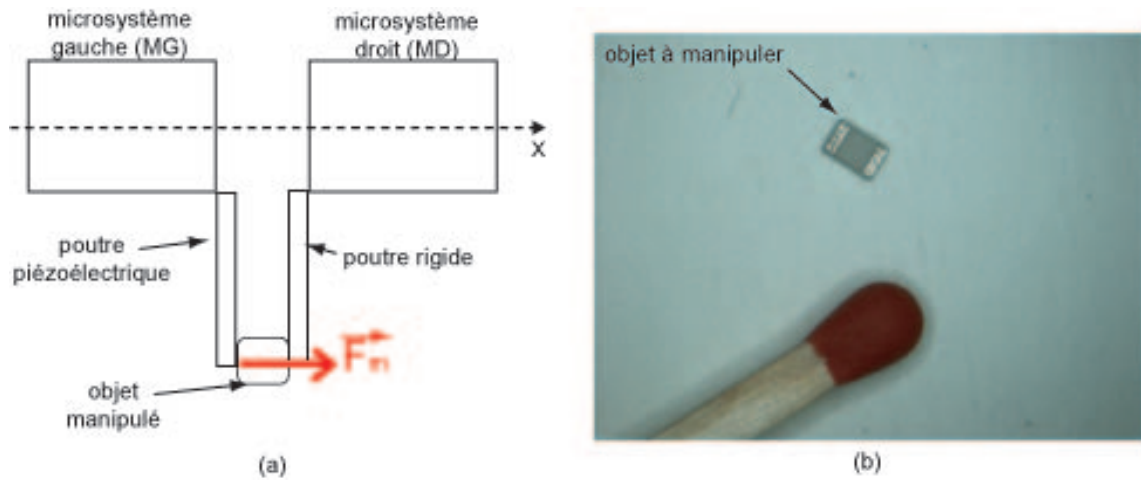 microsystème
gauche (MG)
microsystème
droit (MD)
X
poutre
piézoélectrique
poutre rigide
Fm
objet
manipulé
(a)
objet à manipuler
(b)